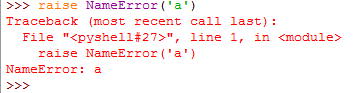 >>> raise NameError('a')
Traceback (most recent call last):
  File "<pyshell#27>", line 1, in <module>
    raise NameError('a')
NameError: a
>>>